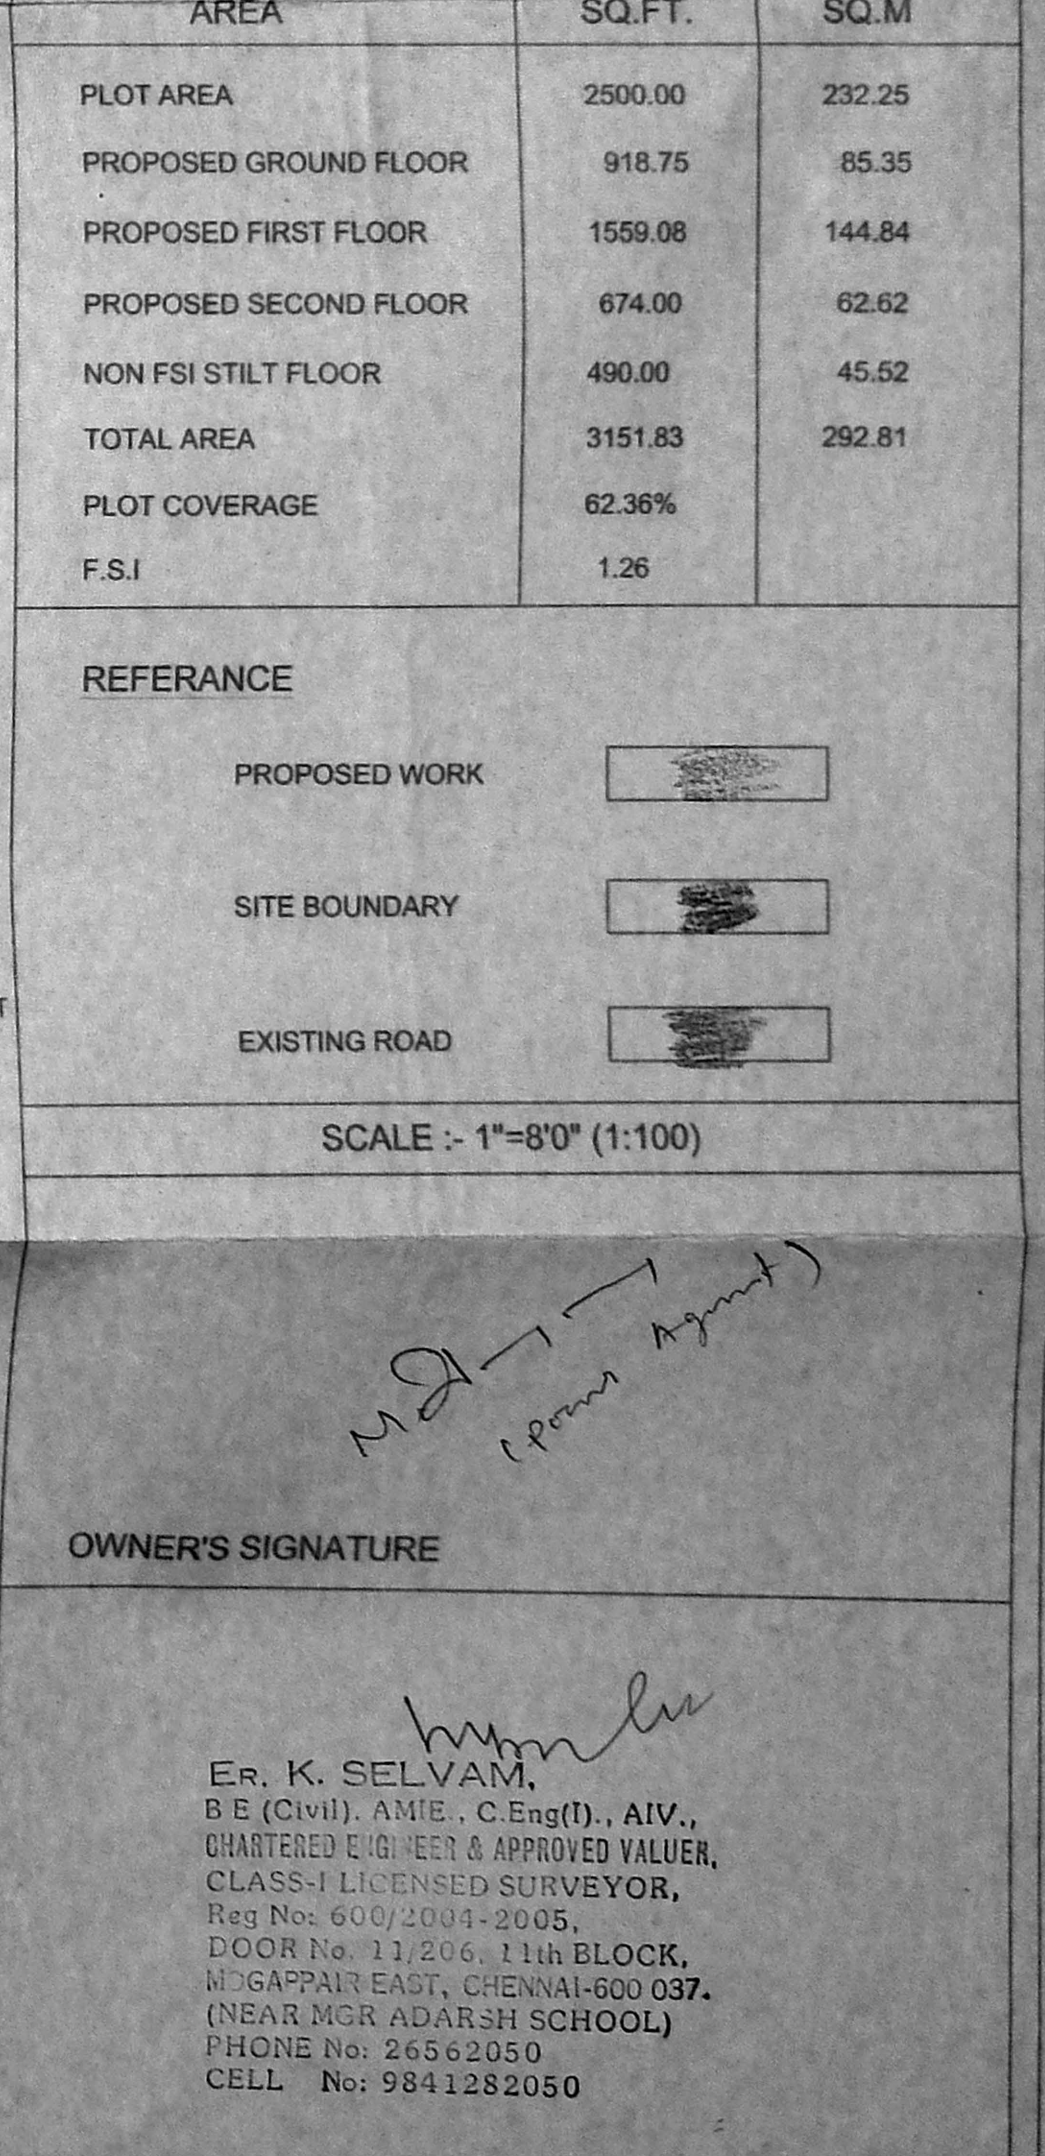 AREA SQ.FT. SQ.M
PLOT AREA 2500.00 232.25
PROPOSED GROUND FLOOR 918.75 85.35
PROPOSED FIRST FLOOR 1559.08 144.84
PROPOSED SECOND FLOOR 674.00 62.62
NON FSI STILT FLOOR 490.00 45.52
TOTAL AREA 3151.83 292.81
PLOT COVERAGE 62.36%
F.S.I 1.26
REFERANCE
PROPOSED WORK
SITE BOUNDARY
EXISTING ROAD
SCALE :- 1"=8'0" (1:100)
OWNER'S SIGNATURE
ER. K. SELVAM,
B E (Civil). AMIE., C.Eng(I)., AIV.,
CHARTERED ENGINEER & APPROVED VALUER,
CLASS-I LICENSED SURVEYOR,
Reg No: 600/2004-2005,
DOOR No. 11/206, 11th BLOCK,
MOGAPPAIR EAST, CHENNAI-600 037.
(NEAR MGR ADARSH SCHOOL)
PHONE No: 26562050
CELL No: 9841282050